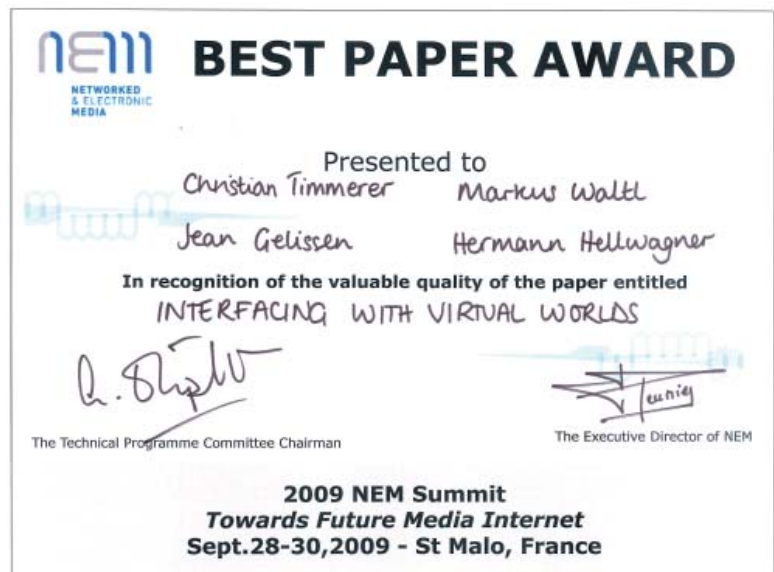 nem
NETWORKED
& ELECTRONIC
MEDIA
BEST PAPER AWARD
Presented to
Christian Timmerer Markus Waltl
Jean Gelissen Hermann Hellwagner
In recognition of the valuable quality of the paper entitled
INTERFACING WITH VIRTUAL WORLDS
The Technical Programme Committee Chairman
The Executive Director of NEM
2009 NEM Summit
Towards Future Media Internet
Sept.28-30,2009 - St Malo, France